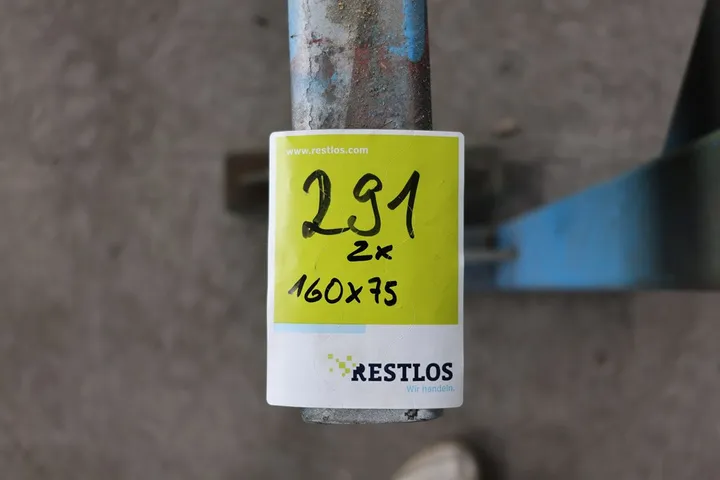 www.restlos.com
291
2x
160x75
RESTLOS
Wir handeln.